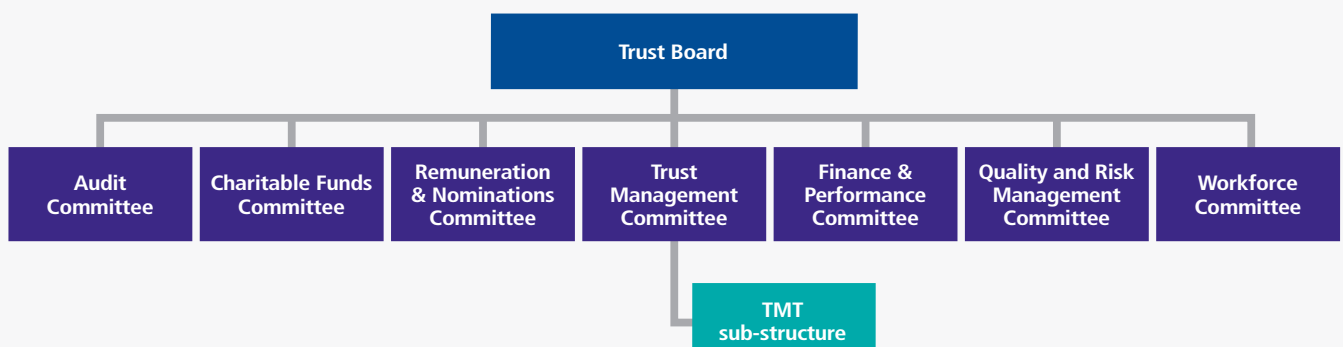 Trust Board
Audit
Committee
Charitable Funds
Committee
Remuneration
& Nominations
Committee
Trust
Management
Committee
Finance &
Performance
Committee
Quality and Risk
Management
Committee
Workforce
Committee
TMT
sub-structure